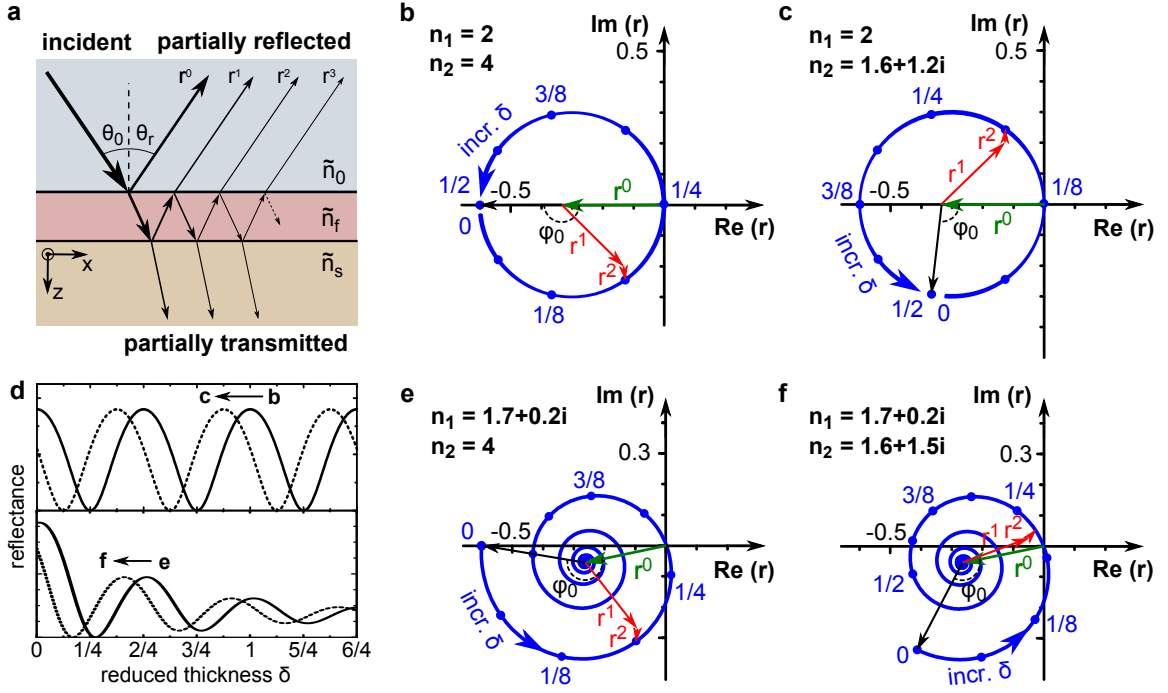 a
incident partially reflected
r⁰ r¹ r² r³
θ₀ θᵣ
ñ₀
ñ_f
ñₛ
x
z
partially transmitted
b
n₁ = 2
n₂ = 4
Im (r)
0.5
3/8
incr. δ
1/2
0
-0.5
r⁰
1/4
Re (r)
φ₀
r¹
r²
1/8
c
n₁ = 2
n₂ = 1.6+1.2i
Im (r)
0.5
1/4
r²
r¹
3/8
-0.5
1/8
r⁰
φ₀
Re (r)
incr. δ
1/2
0
d
c b
f e
reflectance
0 1/4 2/4 3/4 1 5/4 6/4
reduced thickness δ
e
n₁ = 1.7+0.2i
n₂ = 4
Im (r)
0.3
3/8
0
-0.5
r⁰
Re (r)
φ₀
1/4
r¹
r²
incr. δ
1/8
f
n₁ = 1.7+0.2i
n₂ = 1.6+1.5i
Im (r)
0.3
3/8
1/4
-0.5
r¹ r²
r⁰
Re (r)
φ₀
1/2
1/8
0
incr. δ